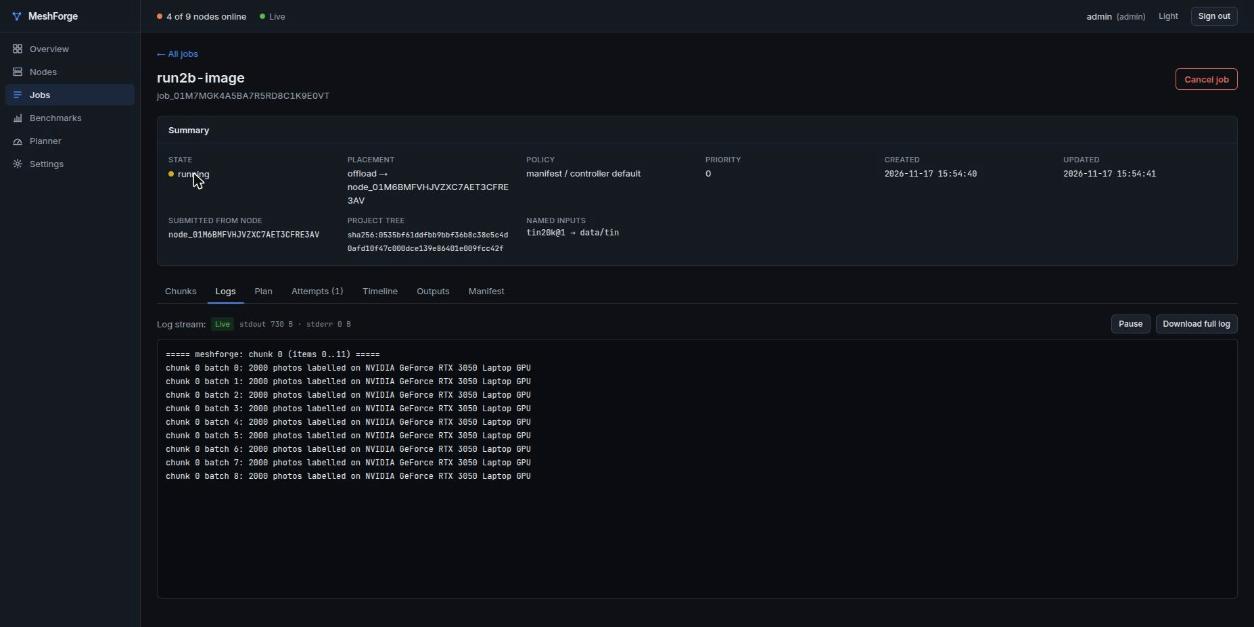 MeshForge
4 of 9 nodes online
Live
admin (admin)
Light
Sign out
Overview
Nodes
Jobs
Benchmarks
Planner
Settings
← All jobs
run2b-image
job_01M7MGK4A5BA7R5RD8C1K9E0VT
Cancel job
Summary
STATE
running
PLACEMENT
offload →
node_01M6BMFVHJVZXC7AET3CFRE
3AV
POLICY
manifest / controller default
PRIORITY
0
CREATED
2026-11-17 15:54:40
UPDATED
2026-11-17 15:54:41
SUBMITTED FROM NODE
node_01M6BMFVHJVZXC7AET3CFRE3AV
PROJECT TREE
sha256:0535bf61ddfbb9bbf36b8c38e5c4d
0afd10f47c000dce139e86401e009fcc42f
NAMED INPUTS
tin20k@1 → data/tin
Chunks
Logs
Plan
Attempts (1)
Timeline
Outputs
Manifest
Log stream: Live stdout 730 B · stderr 0 B
Pause
Download full log
===== meshforge: chunk 0 (items 0..11) =====
chunk 0 batch 0: 2000 photos labelled on NVIDIA GeForce RTX 3050 Laptop GPU
chunk 0 batch 1: 2000 photos labelled on NVIDIA GeForce RTX 3050 Laptop GPU
chunk 0 batch 2: 2000 photos labelled on NVIDIA GeForce RTX 3050 Laptop GPU
chunk 0 batch 3: 2000 photos labelled on NVIDIA GeForce RTX 3050 Laptop GPU
chunk 0 batch 4: 2000 photos labelled on NVIDIA GeForce RTX 3050 Laptop GPU
chunk 0 batch 5: 2000 photos labelled on NVIDIA GeForce RTX 3050 Laptop GPU
chunk 0 batch 6: 2000 photos labelled on NVIDIA GeForce RTX 3050 Laptop GPU
chunk 0 batch 7: 2000 photos labelled on NVIDIA GeForce RTX 3050 Laptop GPU
chunk 0 batch 8: 2000 photos labelled on NVIDIA GeForce RTX 3050 Laptop GPU